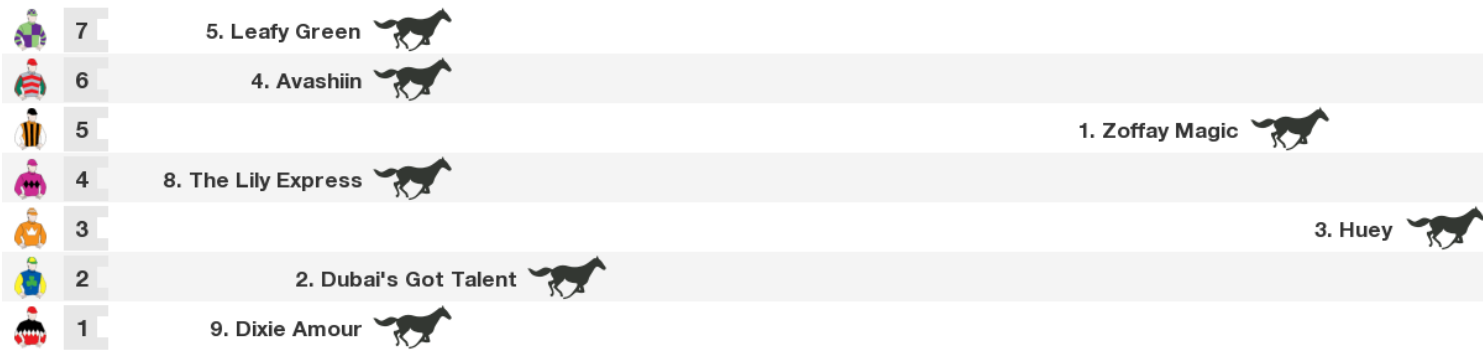 7 5. Leafy Green
6 4. Avashiin
5 1. Zoffay Magic
4 8. The Lily Express
3 3. Huey
2 2. Dubai's Got Talent
1 9. Dixie Amour